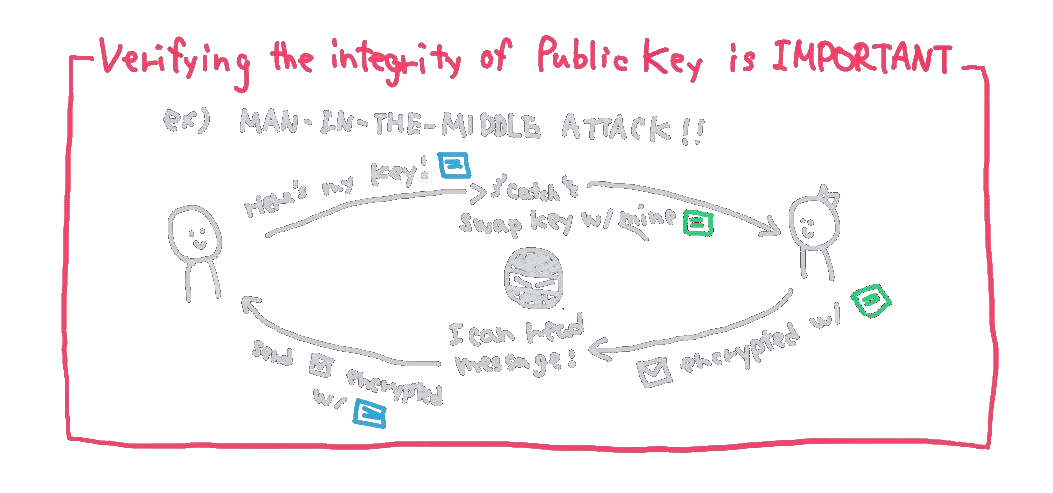 Verifying the integrity of Public Key is IMPORTANT
ex) MAN-IN-THE-MIDDLE ATTACK!!
Here's my key!
catch
swap key w/ mine
I can read
message!
encrypted w/
send encrypted
w/